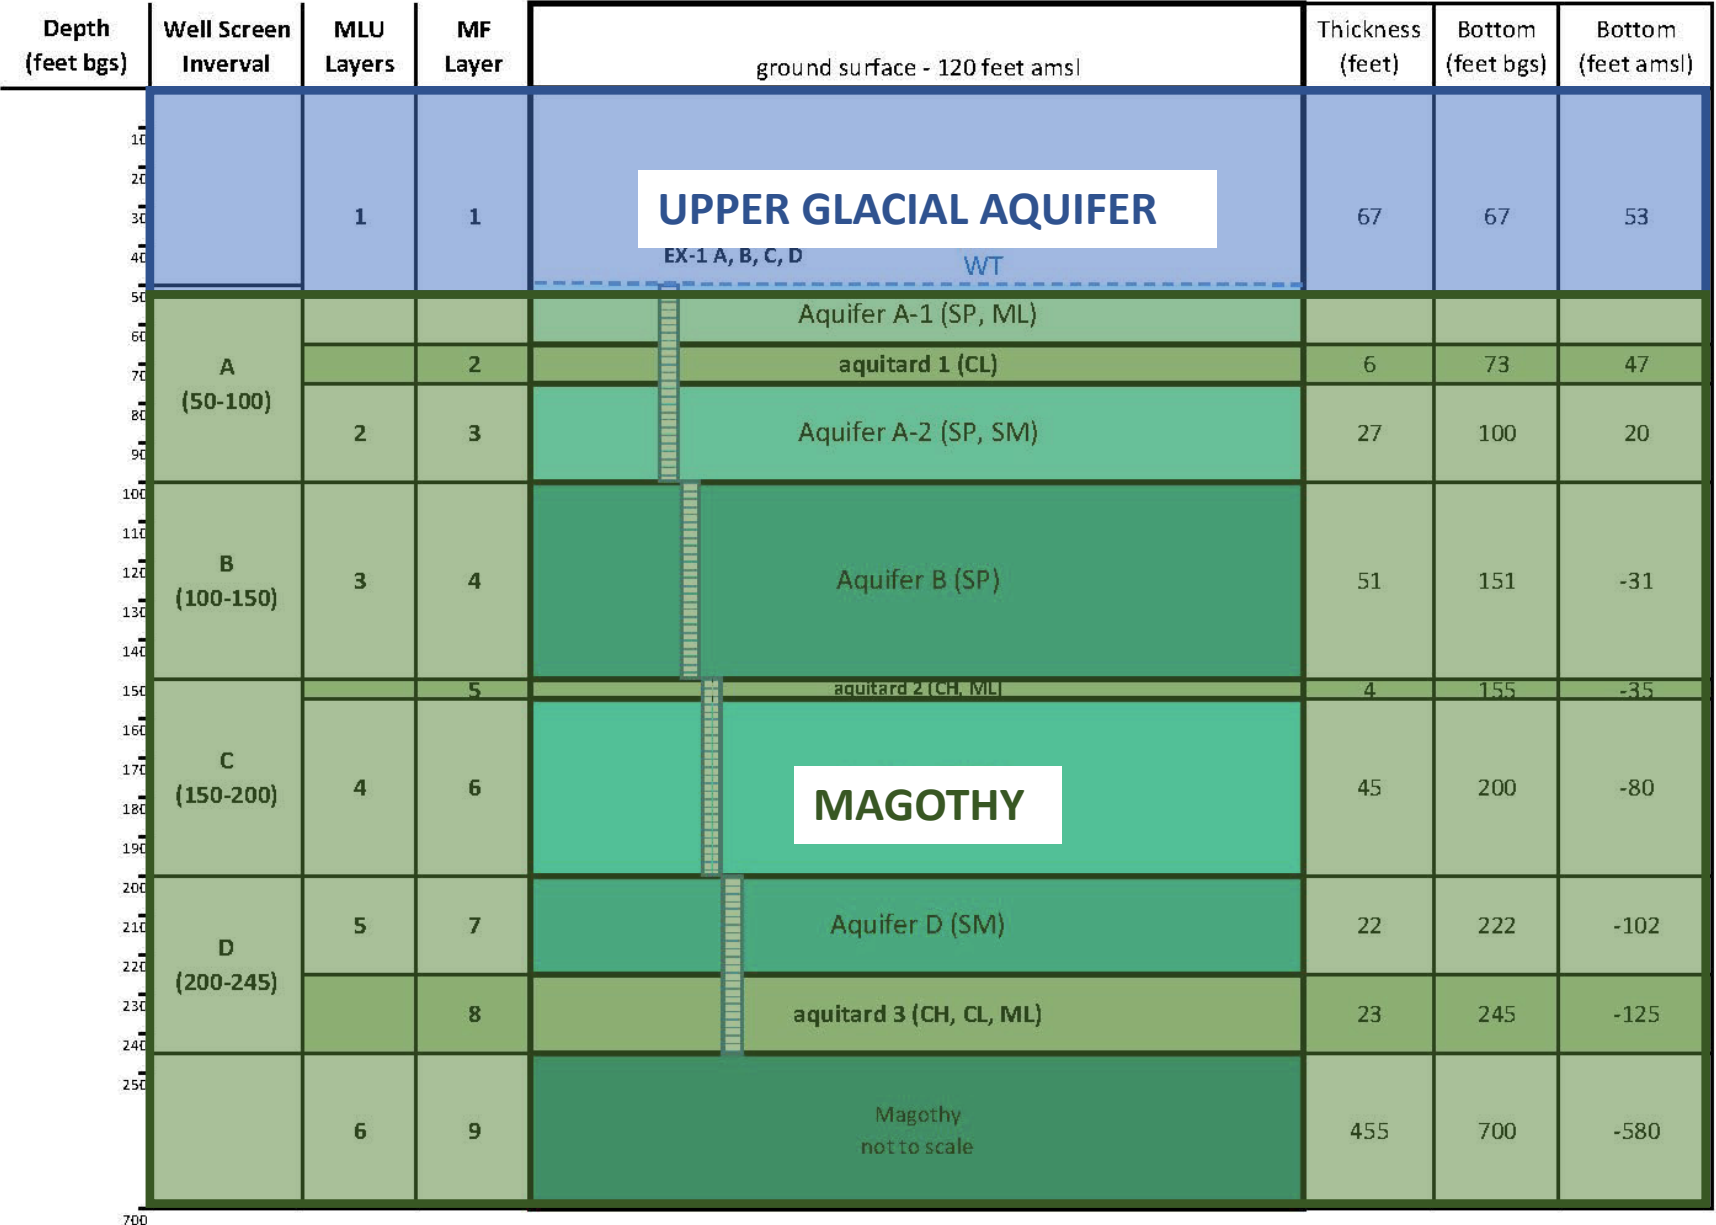 Depth
(feet bgs)
Well Screen
Inverval
MLU
Layers
MF
Layer
ground surface - 120 feet amsl
Thickness
(feet)
Bottom
(feet bgs)
Bottom
(feet amsl)
10
20
30
1
1
UPPER GLACIAL AQUIFER
67
67
53
40
EX-1 A, B, C, D
WT
50
Aquifer A-1 (SP, ML)
60
A
(50-100)
2
aquitard 1 (CL)
6
73
47
70
80
2
3
Aquifer A-2 (SP, SM)
27
100
20
90
100
110
B
(100-150)
3
4
Aquifer B (SP)
51
151
-31
120
130
140
150
5
aquitard 2 (CH, ML)
4
155
-35
160
C
(150-200)
4
6
MAGOTHY
45
200
-80
170
180
190
200
210
D
(200-245)
5
7
Aquifer D (SM)
22
222
-102
220
230
8
aquitard 3 (CH, CL, ML)
23
245
-125
240
250
6
9
Magothy
not to scale
455
700
-580
700